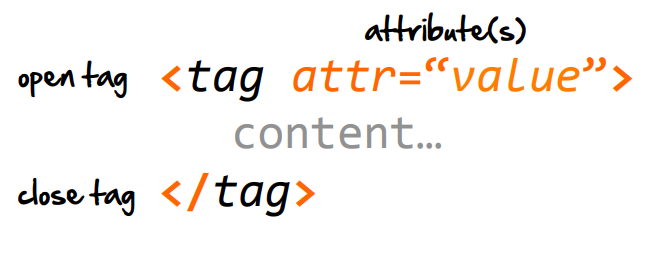 attribute(s)
open tag <tag attr=“value”>
content…
close tag </tag>